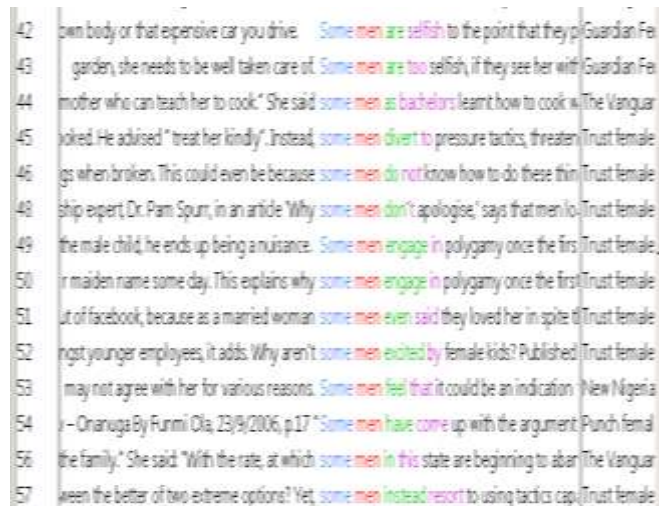 42 own body or that expensive car you drive. Some men are selfish to the point that they p Guardian Fe
43 garden, she needs to be well taken care of. Some men are too selfish, if they see her with Guardian Fe
44 mother who can teach her to cook." She said some men as bachelors learnt how to cook w The Vanguar
45 oked. He advised " treat her kindly". Instead, some men divert to pressure tactics, threaten Trust female
46 gs when broken. This could even be because some men do not know how to do these thin Trust female
48 ship expert, Dr. Pam Spurr, in an article 'Why some men don't apologise,' says that men lo Trust female
49 the male child, he ends up being a nuisance. Some men engage in polygamy once the firs Trust female,
50 r maiden name some day. This explains why some men engage in polygamy once the first Trust female
51 ut of facebook, because as a married woman some men even said they loved her in spite t Trust female
52 ngst younger employees, it adds. Why aren't some men excited by female kids? Published Trust female
53 may not agree with her for various reasons. Some men feel that it could be an indication New Nigeria
54 – Onanuga By Funmi Ola, 23/9/2006, p.17 "Some men have come up with the argument Punch femal
56 the family." She said: "With the rate, at which some men in this state are beginning to abar The Vanguar
57 ween the better of two extreme options? Yet, some men instead resort to using tactics cap Trust female